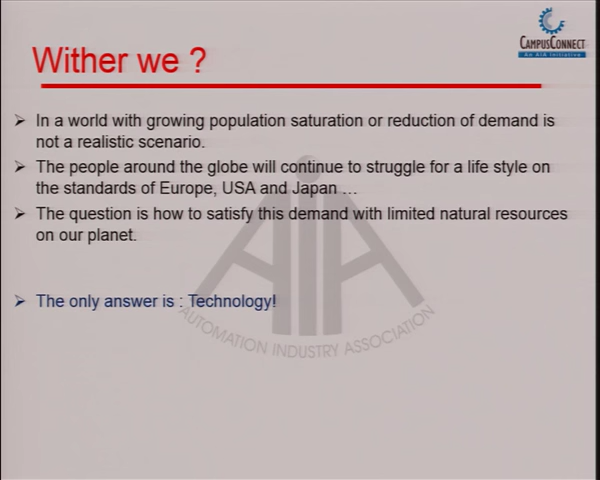 CAMPUSCONNECT
An AIA Initiative
Wither we ?
In a world with growing population saturation or reduction of demand is
not a realistic scenario.
The people around the globe will continue to struggle for a life style on
the standards of Europe, USA and Japan ...
The question is how to satisfy this demand with limited natural resources
on our planet.
The only answer is : Technology!
AIA
AUTOMATION INDUSTRY ASSOCIATION